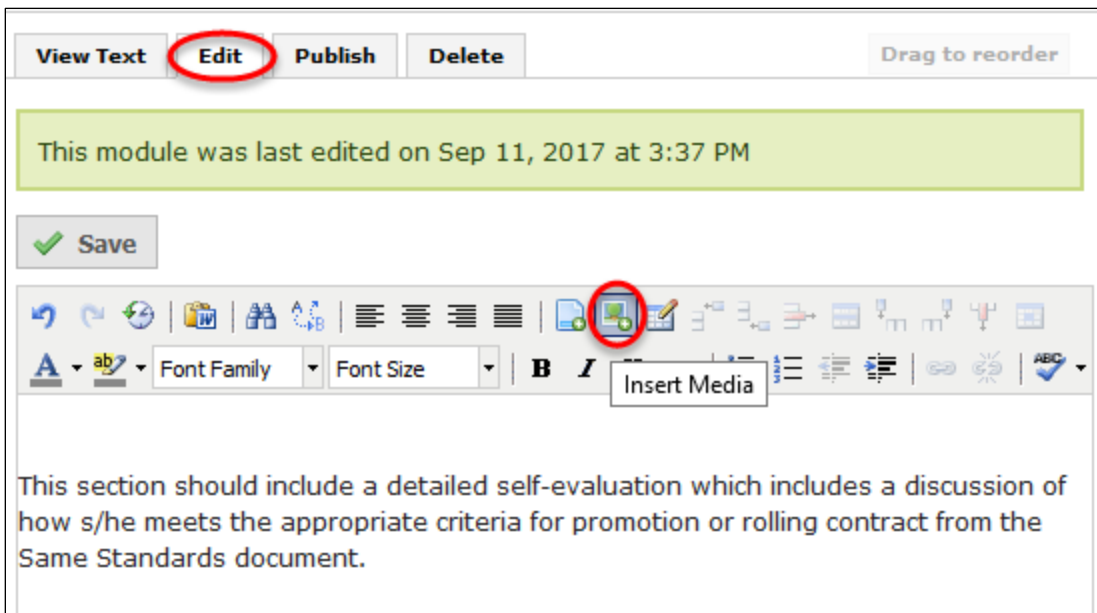 View Text Edit Publish Delete Drag to reorder
This module was last edited on Sep 11, 2017 at 3:37 PM
Save
Font Family Font Size B I
Insert Media
This section should include a detailed self-evaluation which includes a discussion of
how s/he meets the appropriate criteria for promotion or rolling contract from the
Same Standards document.